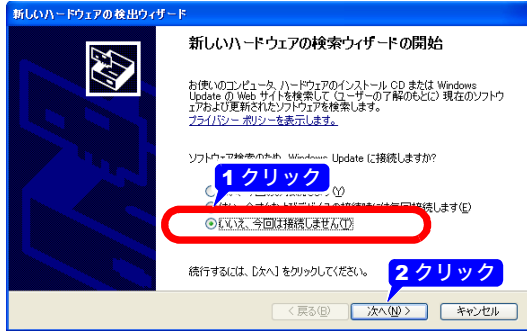 新しいハードウェアの検出ウィザード
新しいハードウェアの検索ウィザードの開始
お使いのコンピュータ、ハードウェアのインストール CD または Windows
Update の Web サイトを検索して (ユーザーの了解のもとに) 現在のソフトウ
ェアおよび更新されたソフトウェアを検索します。
プライバシー ポリシーを表示します。
ソフトウェア検索のため、Windows Update に接続しますか?
1 クリック
(Y)
接続します(E)
いいえ、今回は接続しません(T)
続行するには、[次へ] をクリックしてください。
2 クリック
< 戻る(B)
次へ(N) >
キャンセル